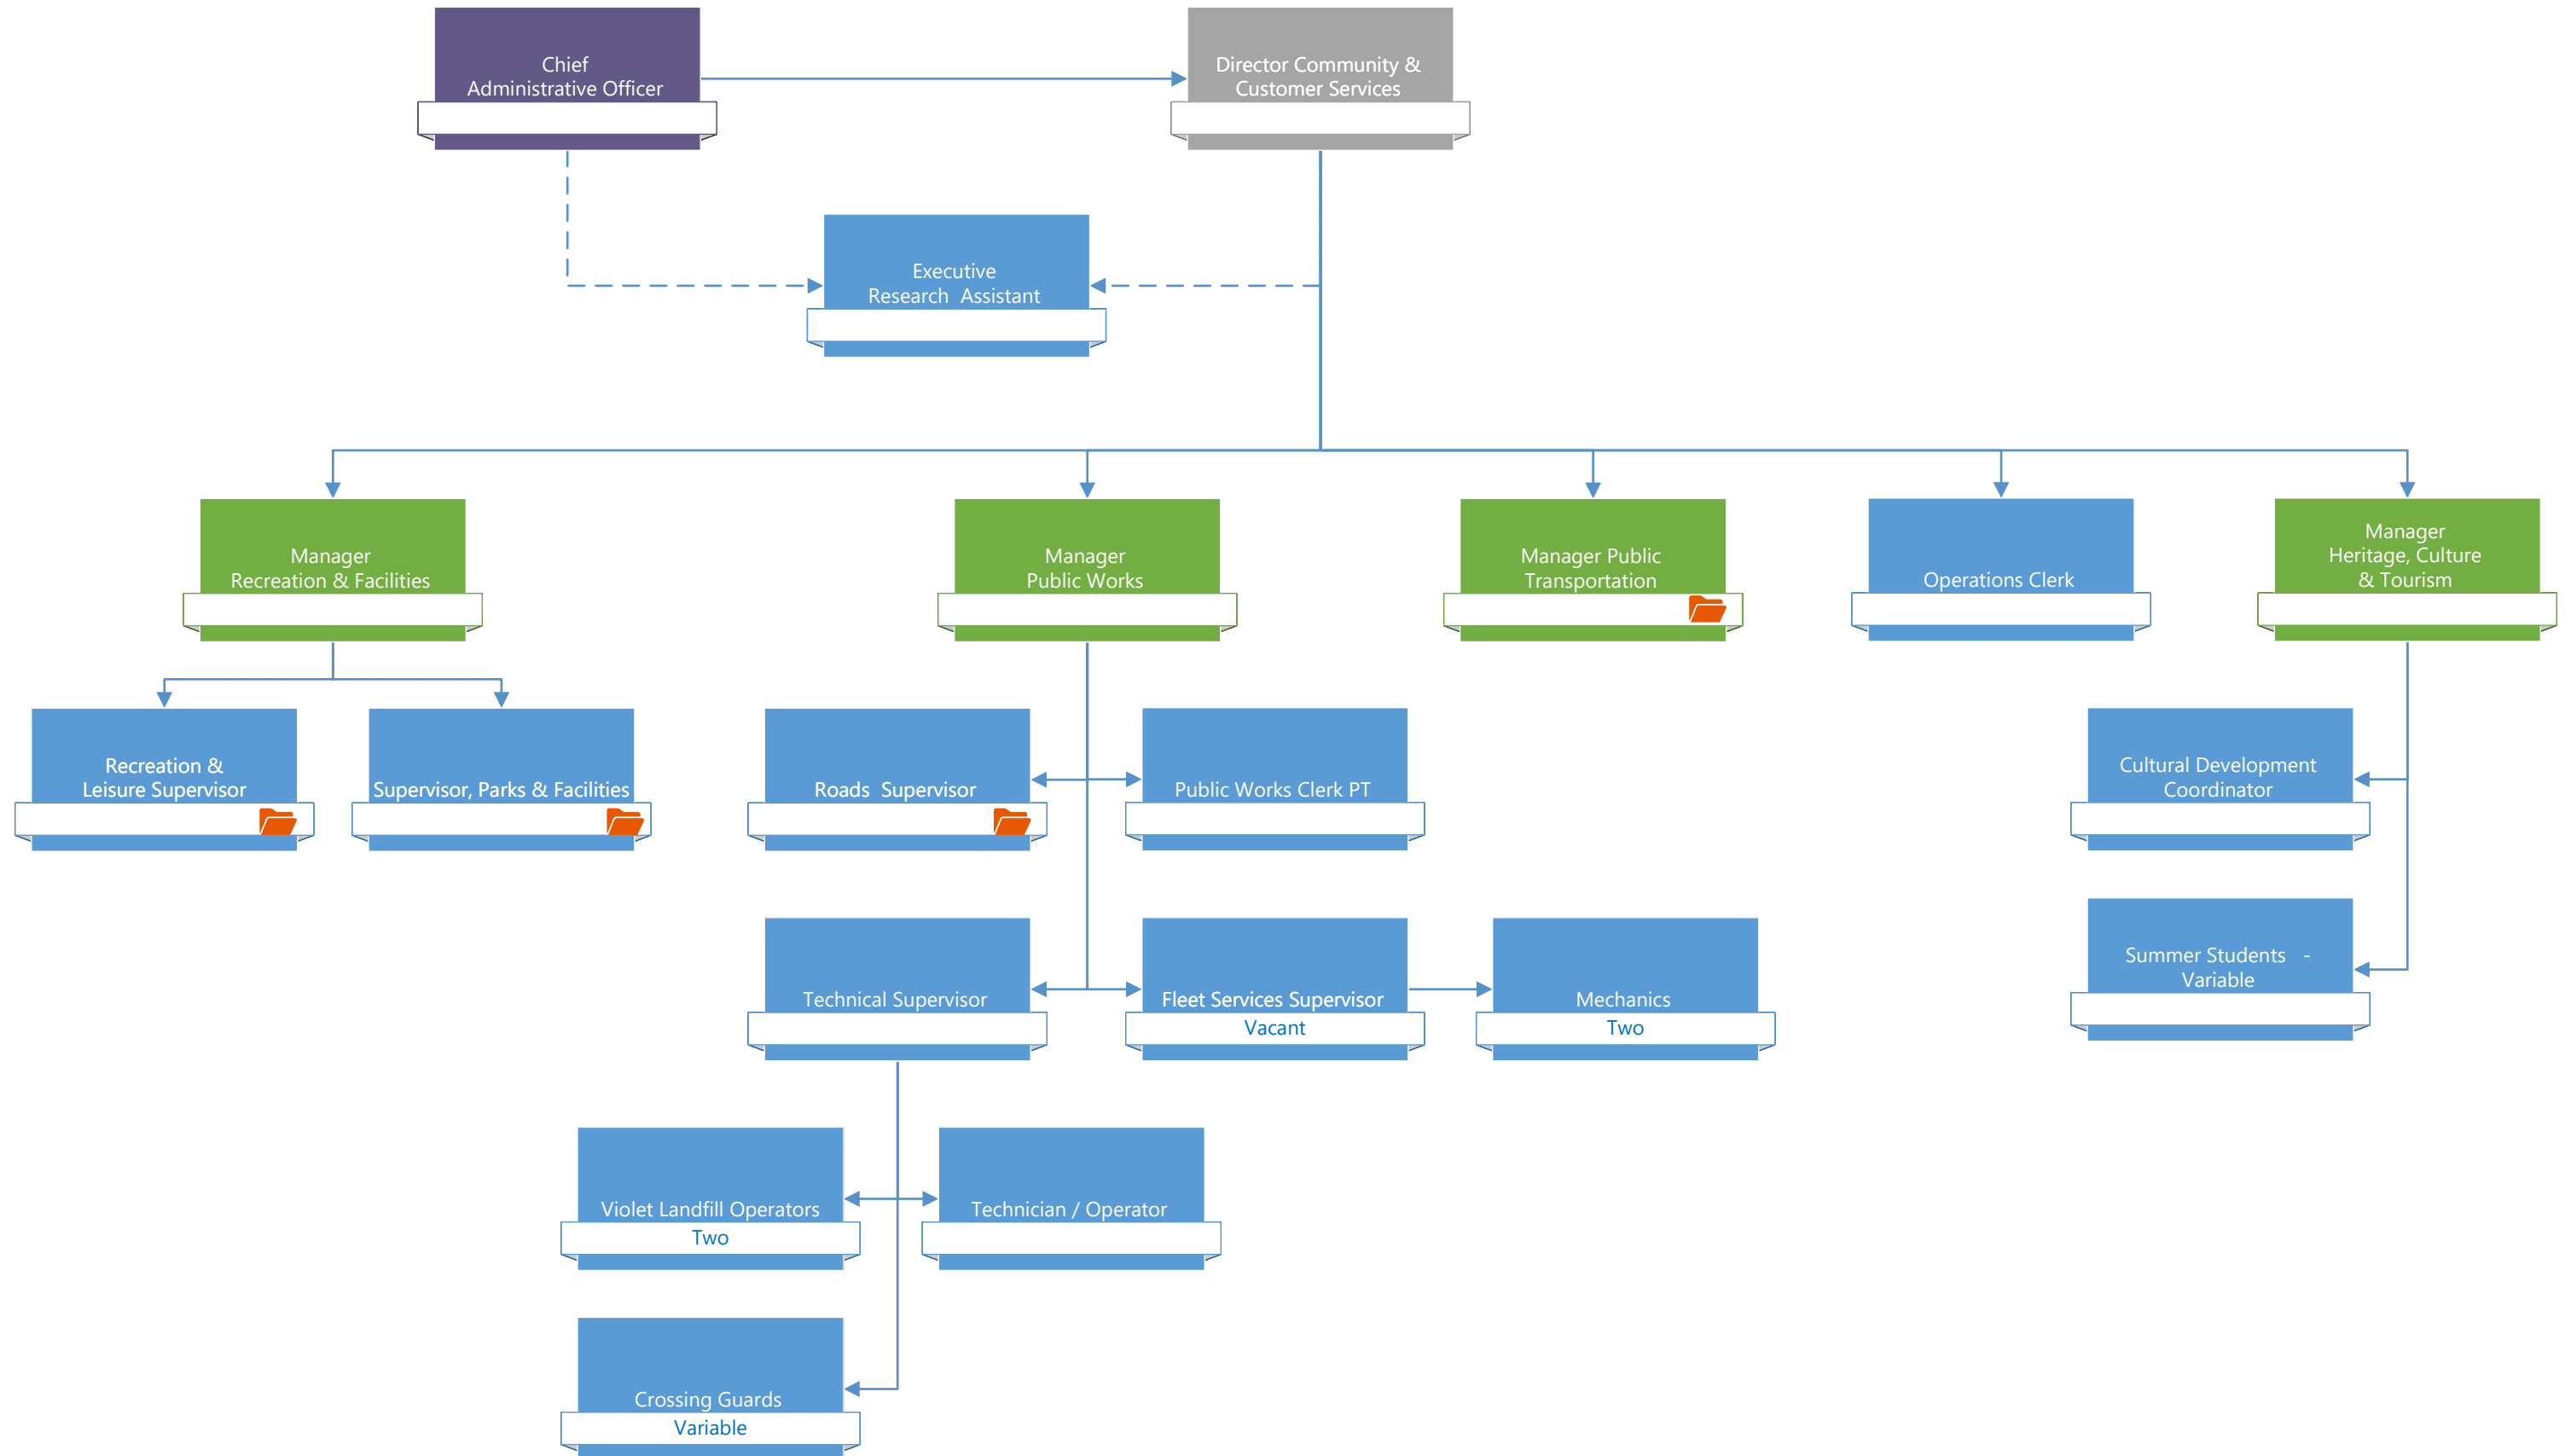 Chief
Administrative Officer
Director Community &
Customer Services
Executive
Research  Assistant
Manager
Recreation & Facilities
Manager
Public Works
Manager Public
Transportation
Operations Clerk
Manager
Heritage, Culture
& Tourism
Recreation &
Leisure Supervisor
Supervisor, Parks & Facilities
Roads  Supervisor
Public Works Clerk PT
Cultural Development
Coordinator
Technical Supervisor
Fleet Services Supervisor
Vacant
Mechanics
Two
Summer Students   -
Variable
Violet Landfill Operators
Two
Technician / Operator
Crossing Guards
Variable